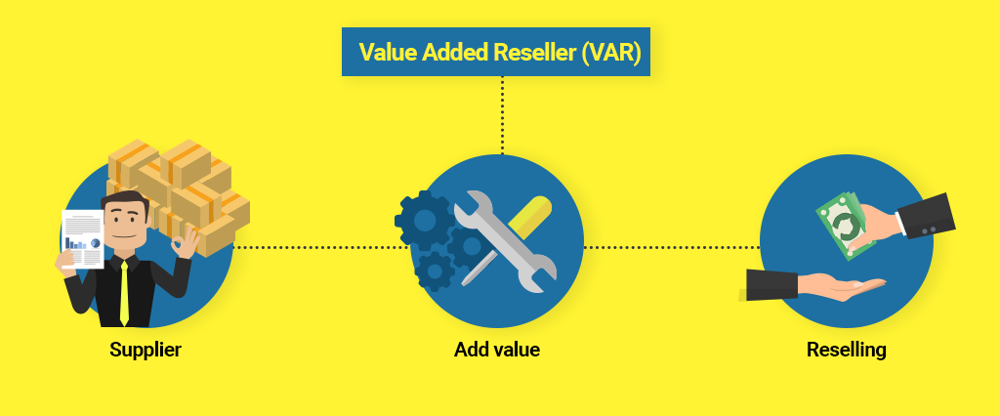 Value Added Reseller (VAR)
Supplier
Add value
Reselling